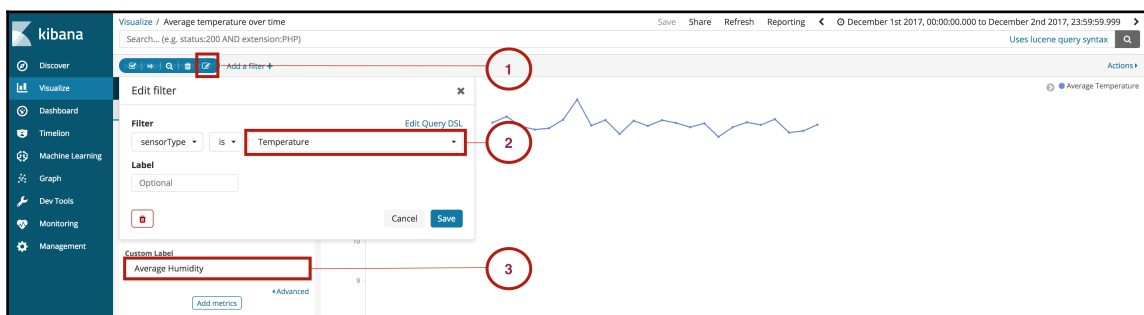 kibana
Discover
Visualize
Dashboard
Timelion
Machine Learning
Graph
Dev Tools
Monitoring
Management
Visualize / Average temperature over time
Save Share Refresh Reporting December 1st 2017, 00:00:00.000 to December 2nd 2017, 23:59:59.999
Search... (e.g. status:200 AND extension:PHP)
Uses lucene query syntax
Add a filter +
Actions
1
Edit filter
Average Temperature
Filter
Edit Query DSL
sensorType is Temperature
2
Label
Optional
Cancel Save
10
Custom Label
Average Humidity
3
9
Advanced
Add metrics